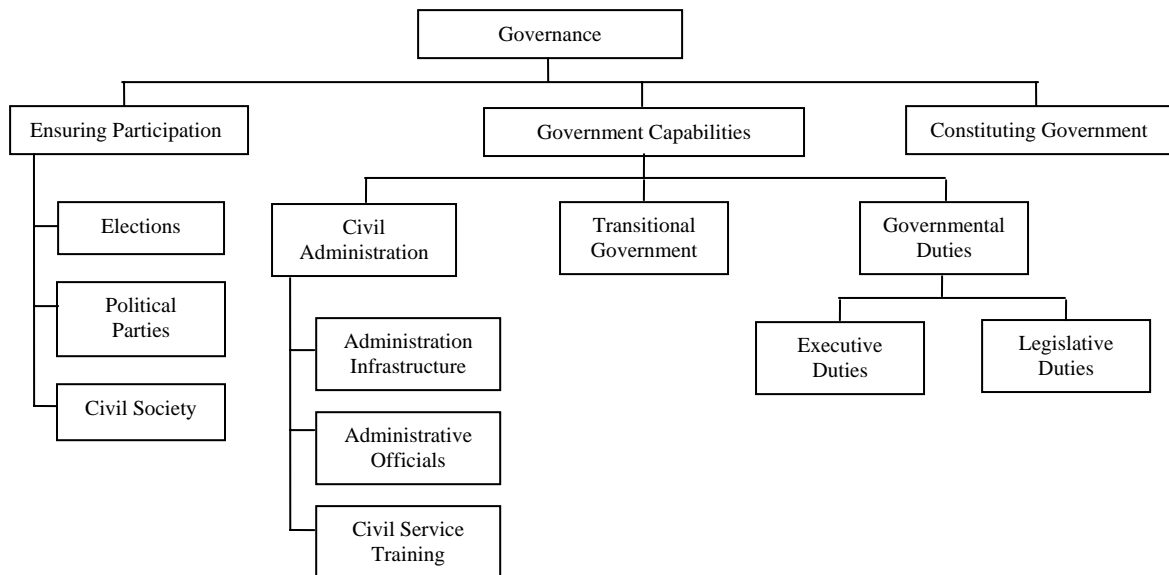 Governance
Ensuring Participation
Government Capabilities
Constituting Government
Elections
Political
Parties
Civil Society
Civil
Administration
Administration
Infrastructure
Administrative
Officials
Civil Service
Training
Transitional
Government
Governmental
Duties
Executive
Duties
Legislative
Duties